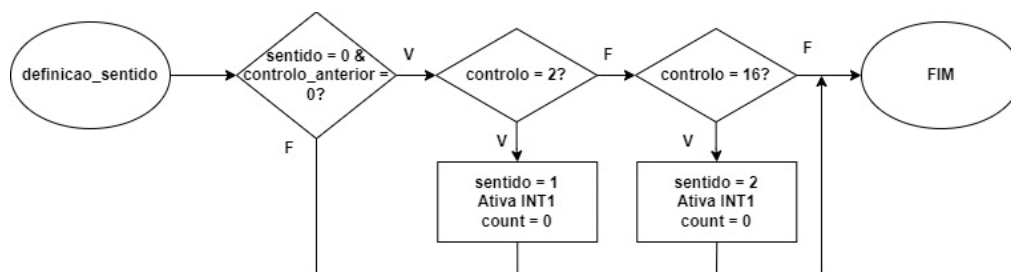 definicao_sentido
sentido = 0 &
controlo_anterior =
0?
V
F
controlo = 2?
F
V
controlo = 16?
F
V
FIM
sentido = 1
Ativa INT1
count = 0
sentido = 2
Ativa INT1
count = 0